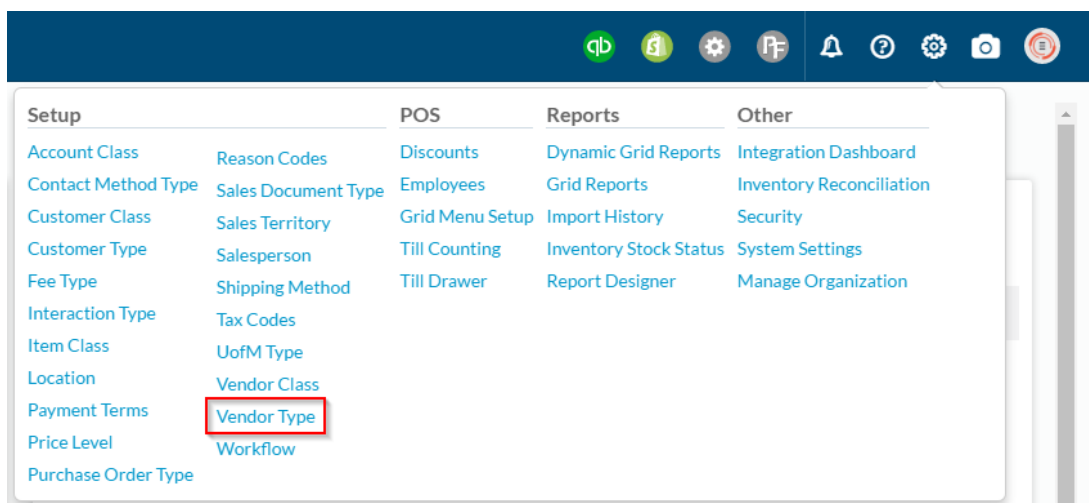 qb
Setup
Account Class
Contact Method Type
Customer Class
Customer Type
Fee Type
Interaction Type
Item Class
Location
Payment Terms
Price Level
Purchase Order Type
Reason Codes
Sales Document Type
Sales Territory
Salesperson
Shipping Method
Tax Codes
UofM Type
Vendor Class
Vendor Type
Workflow
POS
Discounts
Employees
Grid Menu Setup
Till Counting
Till Drawer
Reports
Dynamic Grid Reports
Grid Reports
Import History
Inventory Stock Status
Report Designer
Other
Integration Dashboard
Inventory Reconciliation
Security
System Settings
Manage Organization